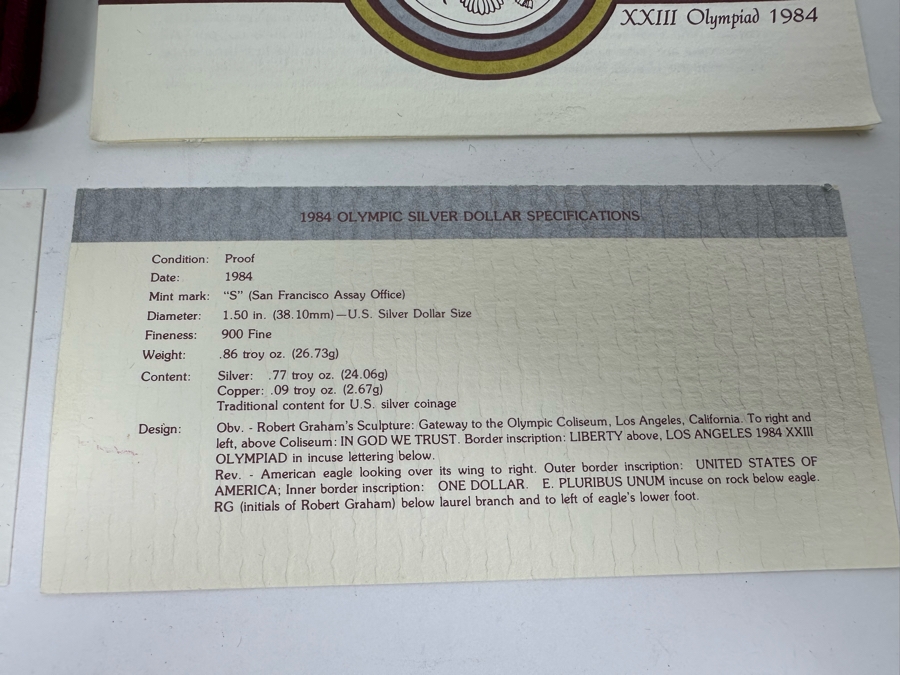 XXIII Olympiad 1984
1984 OLYMPIC SILVER DOLLAR SPECIFICATIONS
Condition: Proof
Date: 1984
Mint mark: “S” (San Francisco Assay Office)
Diameter: 1.50 in. (38.10mm)—U.S. Silver Dollar Size
Fineness: 900 Fine
Weight: .86 troy oz. (26.73g)
Content: Silver: .77 troy oz. (24.06g)
Copper: .09 troy oz. (2.67g)
Traditional content for U.S. silver coinage
Design: Obv. - Robert Graham's Sculpture: Gateway to the Olympic Coliseum, Los Angeles, California. To right and
left, above Coliseum: IN GOD WE TRUST. Border inscription: LIBERTY above, LOS ANGELES 1984 XXIII
OLYMPIAD in incuse lettering below.
Rev. - American eagle looking over its wing to right. Outer border inscription: UNITED STATES OF
AMERICA; Inner border inscription: ONE DOLLAR. E. PLURIBUS UNUM incuse on rock below eagle.
RG (initials of Robert Graham) below laurel branch and to left of eagle's lower foot.